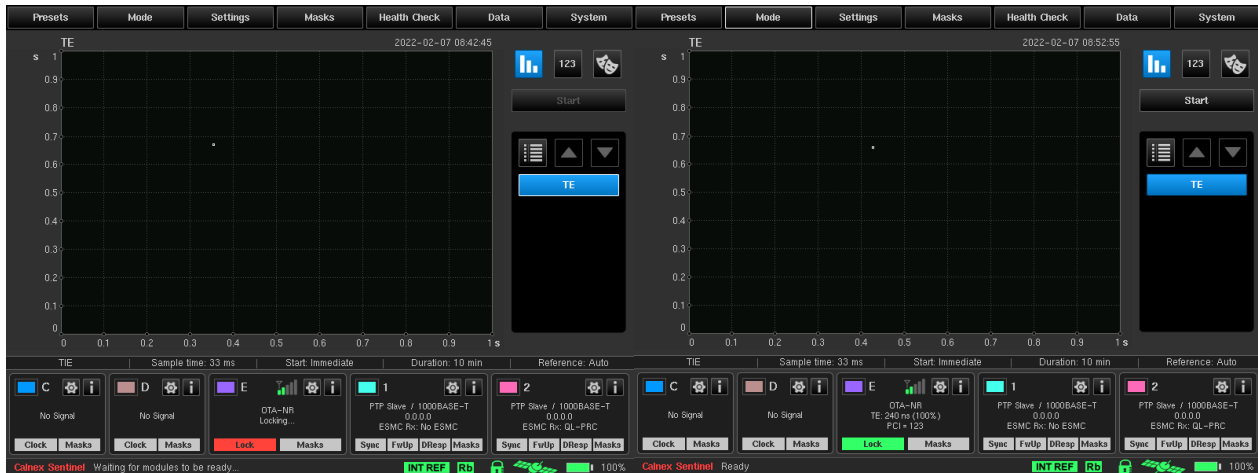 Presets Mode Settings Masks Health Check Data System
TE 2022-02-07 08:42:45
s 1
0.9
0.8
0.7
0.6
0.5
0.4
0.3
0.2
0.1
0
0 0.1 0.2 0.3 0.4 0.5 0.6 0.7 0.8 0.9 1 s
123
Start
TE
TIE Sample time: 33 ms Start: Immediate Duration: 10 min Reference: Auto
C i
No Signal
Clock Masks
D i
No Signal
Clock Masks
E i
OTA-NR
Locking...
Lock Masks
1 i
PTP Slave / 1000BASE-T
0.0.0.0
ESMC Rx: No ESMC
Sync FwUp DResp Masks
2 i
PTP Slave / 1000BASE-T
0.0.0.0
ESMC Rx: QL-PRC
Sync FwUp DResp Masks
Calnex Sentinel Waiting for modules to be ready... INT REF Rb 100%
Presets Mode Settings Masks Health Check Data System
TE 2022-02-07 08:52:55
s 1
0.9
0.8
0.7
0.6
0.5
0.4
0.3
0.2
0.1
0
0 0.1 0.2 0.3 0.4 0.5 0.6 0.7 0.8 0.9 1 s
123
Start
TE
TIE Sample time: 33 ms Start: Immediate Duration: 10 min Reference: Auto
C i
No Signal
Clock Masks
D i
No Signal
Clock Masks
E i
OTA-NR
TE: 240 ns (100%)
PCI = 123
Lock Masks
1 i
PTP Slave / 1000BASE-T
0.0.0.0
ESMC Rx: No ESMC
Sync FwUp DResp Masks
2 i
PTP Slave / 1000BASE-T
0.0.0.0
ESMC Rx: QL-PRC
Sync FwUp DResp Masks
Calnex Sentinel Ready INT REF Rb 100%